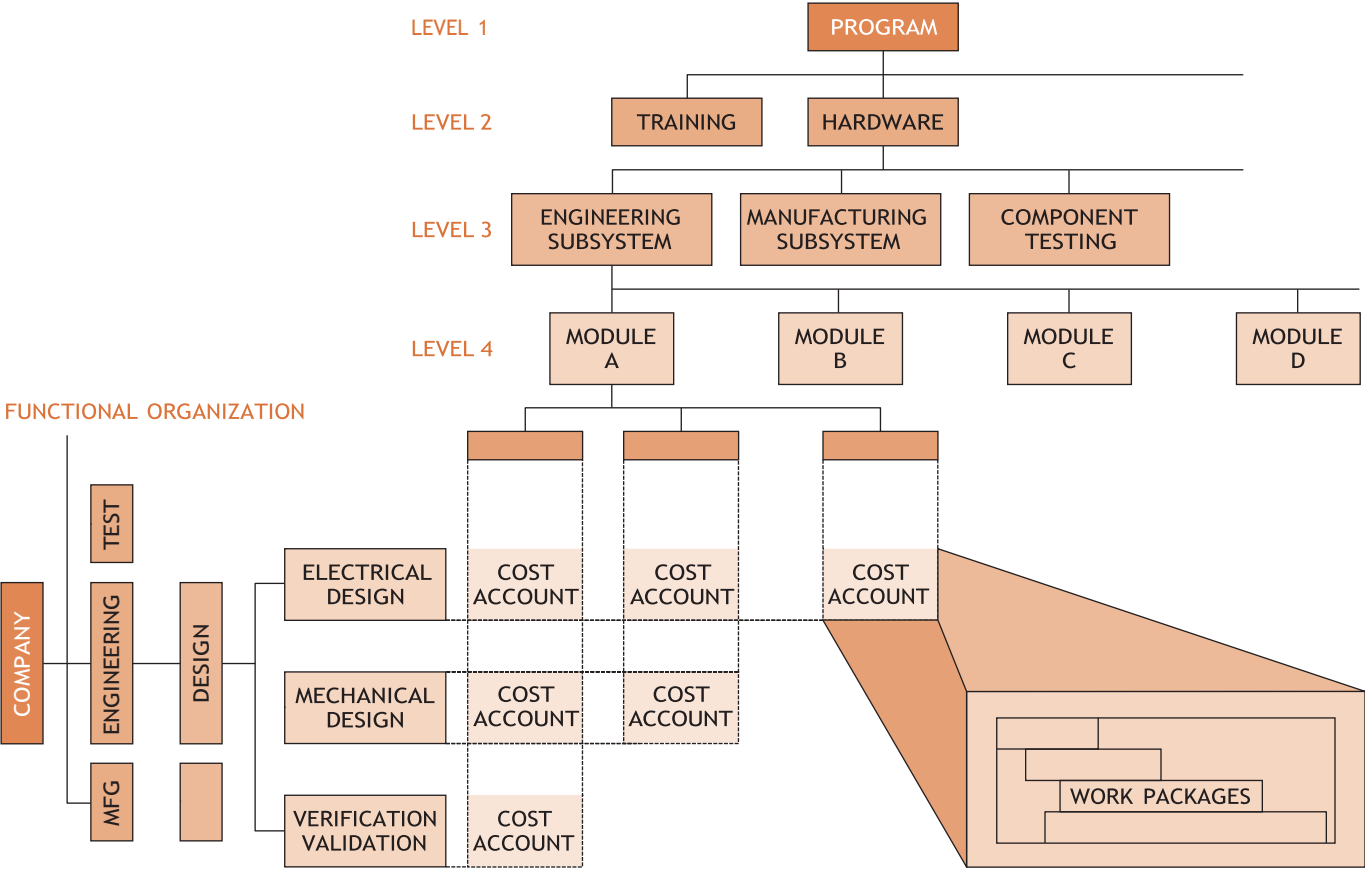 LEVEL 1
PROGRAM
LEVEL 2
TRAINING
HARDWARE
LEVEL 3
ENGINEERING
SUBSYSTEM
MANUFACTURING
SUBSYSTEM
COMPONENT
TESTING
LEVEL 4
MODULE
A
MODULE
B
MODULE
C
MODULE
D
FUNCTIONAL ORGANIZATION
COMPANY
TEST
ENGINEERING
MFG
DESIGN
ELECTRICAL
DESIGN
COST
ACCOUNT
COST
ACCOUNT
COST
ACCOUNT
MECHANICAL
DESIGN
COST
ACCOUNT
COST
ACCOUNT
VERIFICATION
VALIDATION
COST
ACCOUNT
WORK PACKAGES